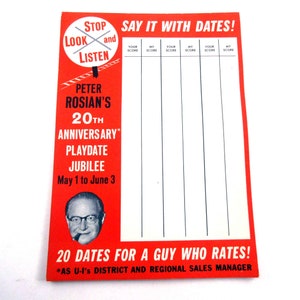 STOP
LOOK and
LISTEN
PETER
ROSIAN'S
20TH
ANNIVERSARY*
PLAYDATE
JUBILEE
May 1 to June 3
SAY IT WITH DATES!
YOUR SCORE MY SCORE YOUR SCORE MY SCORE YOUR SCORE MY SCORE
20 DATES FOR A GUY WHO RATES!
*AS U-I's DISTRICT AND REGIONAL SALES MANAGER